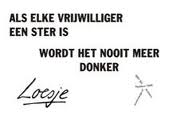 ALS ELKE VRIJWILLIGER
EEN STER IS
WORDT HET NOOIT MEER
DONKER
Loesje